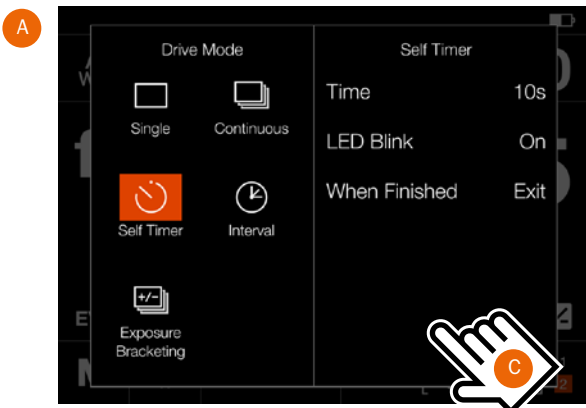 A
Drive Mode
Self Timer
Single
Continuous
Time 10s
LED Blink On
When Finished Exit
Self Timer
Interval
+/-
Exposure
Bracketing
C